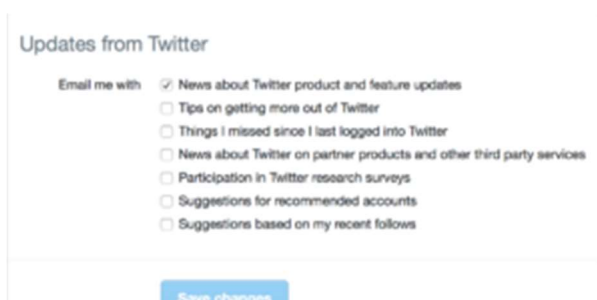 Updates from Twitter
Email me with News about Twitter product and feature updates
Tips on getting more out of Twitter
Things I missed since I last logged into Twitter
News about Twitter on partner products and other third party services
Participation in Twitter research surveys
Suggestions for recommended accounts
Suggestions based on my recent follows
Save changes